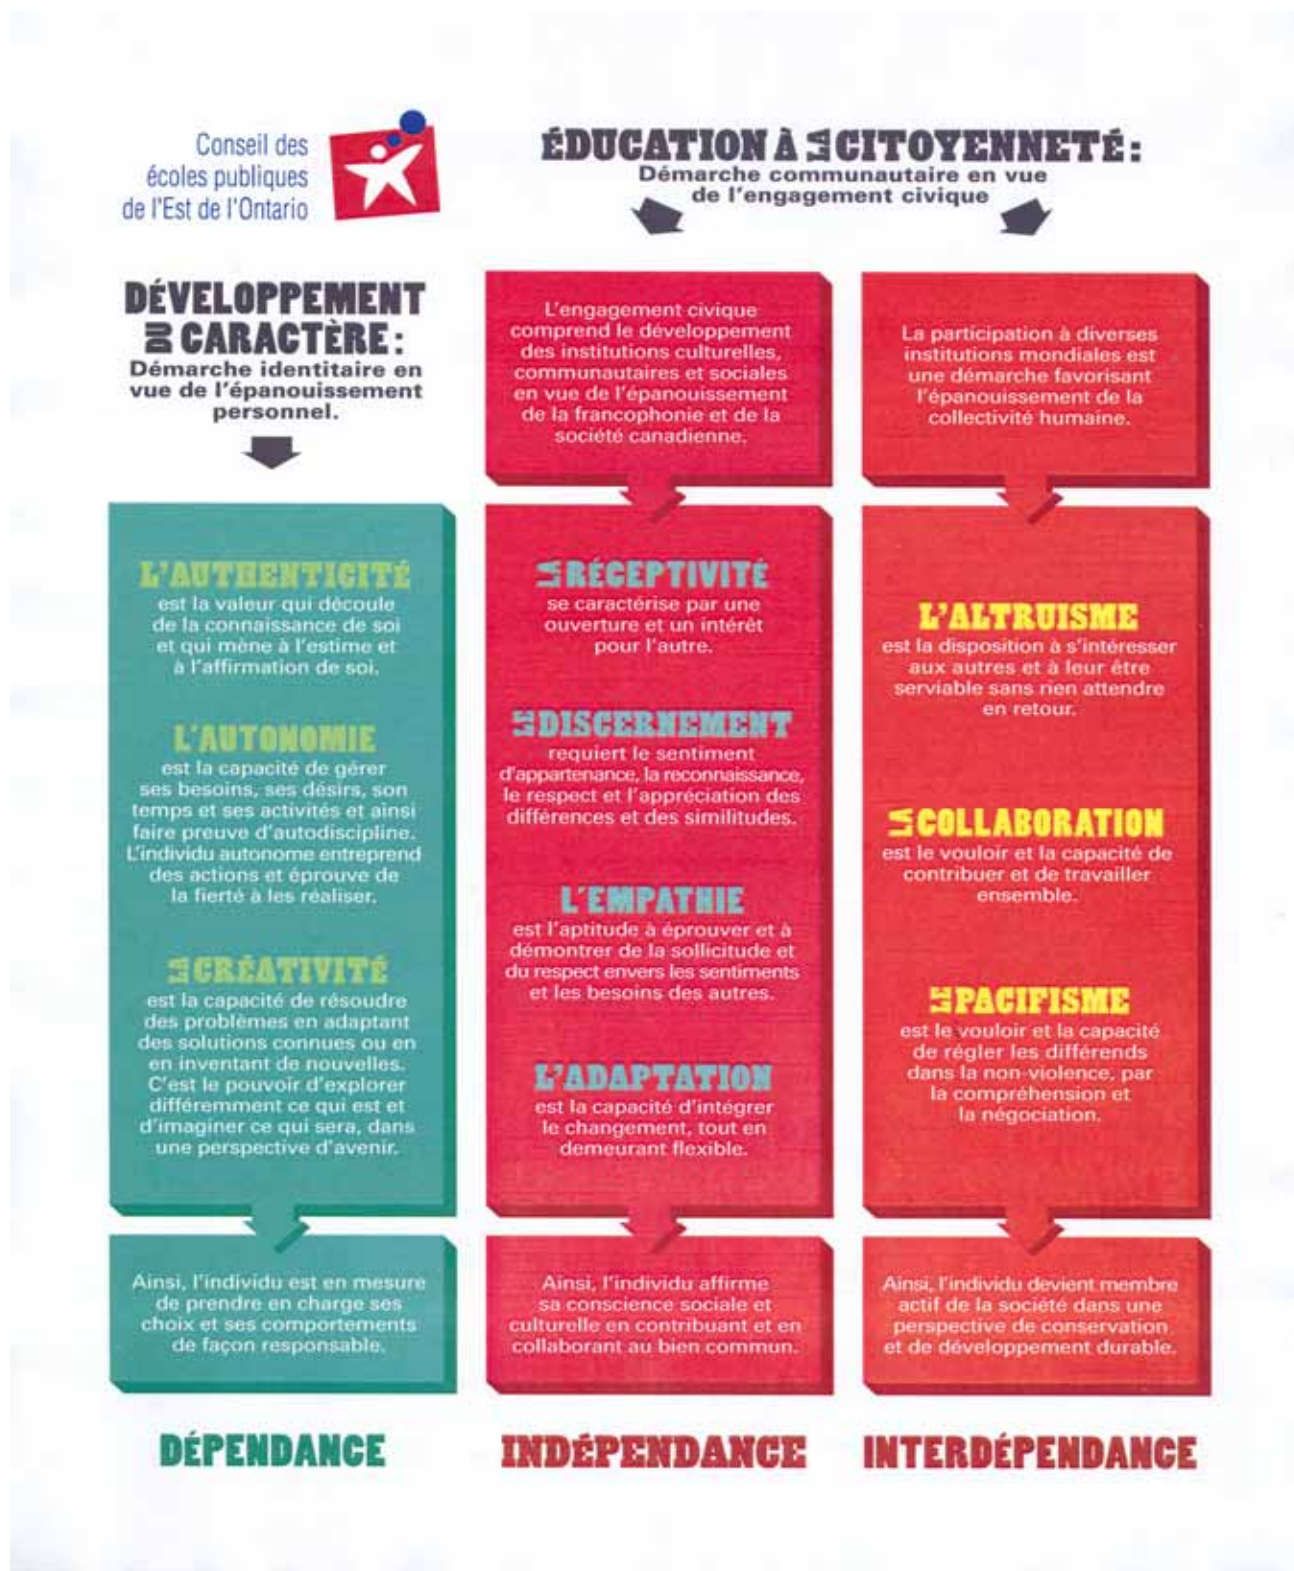 Conseil des
écoles publiques
de l'Est de l'Ontario
ÉDUCATION À LA CITOYENNETÉ :
Démarche communautaire en vue
de l'engagement civique
DÉVELOPPEMENT
DU CARACTÈRE :
Démarche identitaire en
vue de l'épanouissement
personnel.
L'AUTHENTICITÉ
est la valeur qui découle
de la connaissance de soi
et qui mène à l'estime et
à l'affirmation de soi.
L'AUTONOMIE
est la capacité de gérer
ses besoins, ses désirs, son
temps et ses activités et ainsi
faire preuve d'autodiscipline.
L'individu autonome entreprend
des actions et éprouve de
la fierté à les réaliser.
LA CRÉATIVITÉ
est la capacité de résoudre
des problèmes en adaptant
des solutions connues ou en
en inventant de nouvelles.
C'est le pouvoir d'explorer
différemment ce qui est et
d'imaginer ce qui sera, dans
une perspective d'avenir.
Ainsi, l'individu est en mesure
de prendre en charge ses
choix et ses comportements
de façon responsable.
DÉPENDANCE
L'engagement civique
comprend le développement
des institutions culturelles,
communautaires et sociales
en vue de l'épanouissement
de la francophonie et de la
société canadienne.
LA RÉCEPTIVITÉ
se caractérise par une
ouverture et un intérêt
pour l'autre.
LE DISCERNEMENT
requiert le sentiment
d'appartenance, la reconnaissance,
le respect et l'appréciation des
différences et des similitudes.
L'EMPATHIE
est l'aptitude à éprouver et à
démontrer de la sollicitude et
du respect envers les sentiments
et les besoins des autres.
L'ADAPTATION
est la capacité d'intégrer
le changement, tout en
demeurant flexible.
Ainsi, l'individu affirme
sa conscience sociale et
culturelle en contribuant et en
collaborant au bien commun.
INDÉPENDANCE
La participation à diverses
institutions mondiales est
une démarche favorisant
l'épanouissement de la
collectivité humaine.
L'ALTRUISME
est la disposition à s'intéresser
aux autres et à leur être
serviable sans rien attendre
en retour.
LA COLLABORATION
est le vouloir et la capacité de
contribuer et de travailler
ensemble.
LE PACIFISME
est le vouloir et la capacité
de régler les différends
dans la non-violence, par
la compréhension et
la négociation.
Ainsi, l'individu devient membre
actif de la société dans une
perspective de conservation
et de développement durable.
INTERDÉPENDANCE